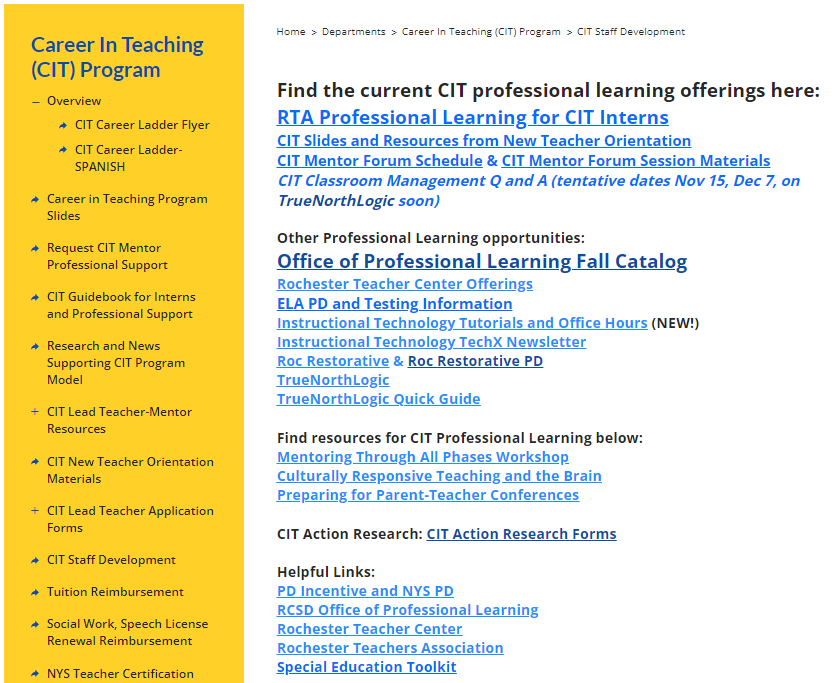 Career In Teaching
(CIT) Program
Overview
CIT Career Ladder Flyer
CIT Career Ladder-
SPANISH
Career in Teaching Program
Slides
Request CIT Mentor
Professional Support
CIT Guidebook for Interns
and Professional Support
Research and News
Supporting CIT Program
Model
CIT Lead Teacher-Mentor
Resources
CIT New Teacher Orientation
Materials
CIT Lead Teacher Application
Forms
CIT Staff Development
Tuition Reimbursement
Social Work, Speech License
Renewal Reimbursement
NYS Teacher Certification
Home > Departments > Career In Teaching (CIT) Program > CIT Staff Development
Find the current CIT professional learning offerings here:
RTA Professional Learning for CIT Interns
CIT Slides and Resources from New Teacher Orientation
CIT Mentor Forum Schedule & CIT Mentor Forum Session Materials
CIT Classroom Management Q and A (tentative dates Nov 15, Dec 7, on
TrueNorthLogic soon)
Other Professional Learning opportunities:
Office of Professional Learning Fall Catalog
Rochester Teacher Center Offerings
ELA PD and Testing Information
Instructional Technology Tutorials and Office Hours (NEW!)
Instructional Technology TechX Newsletter
Roc Restorative & Roc Restorative PD
TrueNorthLogic
TrueNorthLogic Quick Guide
Find resources for CIT Professional Learning below:
Mentoring Through All Phases Workshop
Culturally Responsive Teaching and the Brain
Preparing for Parent-Teacher Conferences
CIT Action Research: CIT Action Research Forms
Helpful Links:
PD Incentive and NYS PD
RCSD Office of Professional Learning
Rochester Teacher Center
Rochester Teachers Association
Special Education Toolkit